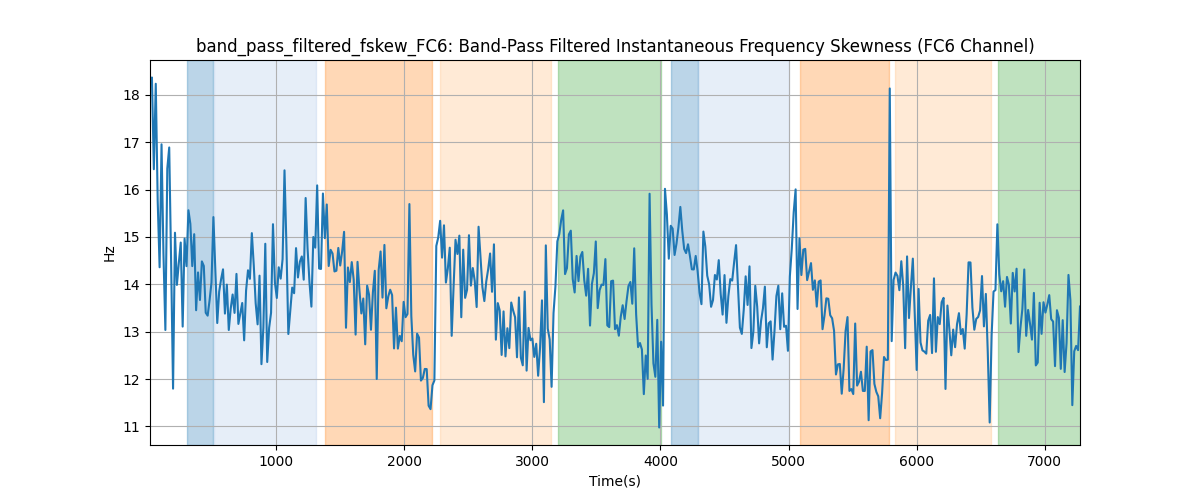 band_pass_filtered_fskew_FC6: Band-Pass Filtered Instantaneous Frequency Skewness (FC6 Channel)
18
17
16
15
14
13
12
11
Hz
1000 2000 3000 4000 5000 6000 7000
Time(s)